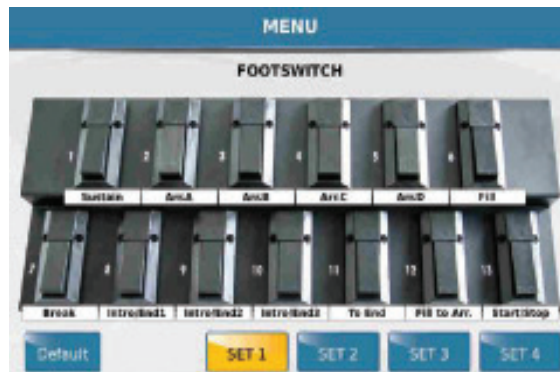 MENU
FOOTSWITCH
1 2 3 4 5 6
Sustain Arr.A Arr.B Arr.C Arr.D Fill
7 8 9 10 11 12 13
Break Intro/End1 Intro/End2 Intro/End3 To End Fill to Arr. Start/Stop
Default SET 1 SET 2 SET 3 SET 4